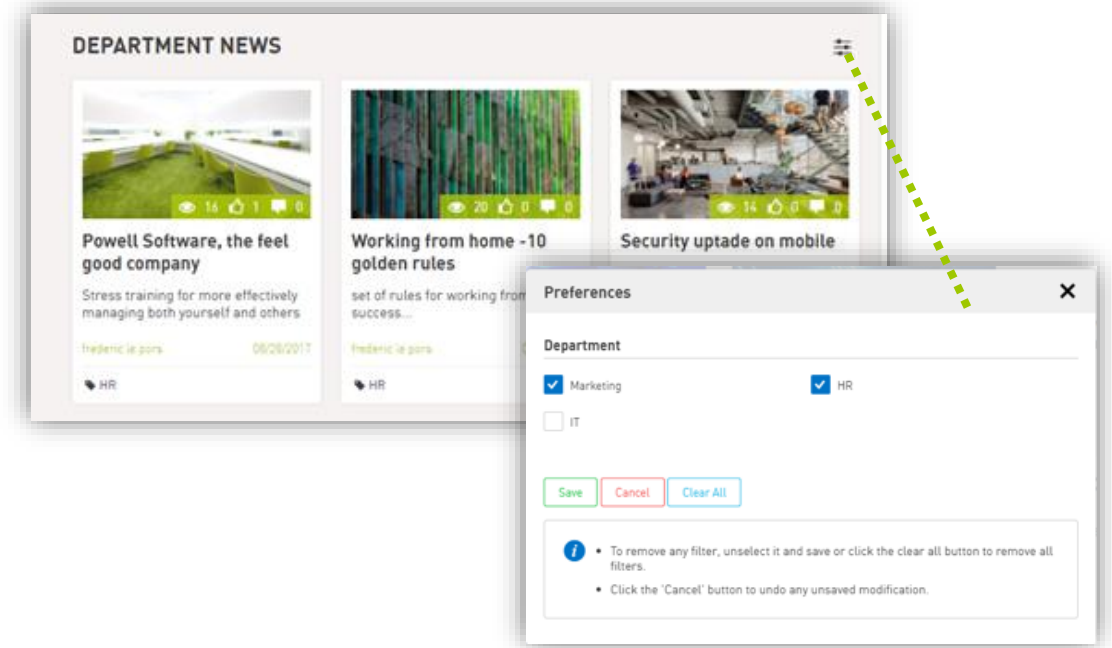 DEPARTMENT NEWS
16 1 0
20 0 0
14 0 0
Powell Software, the feel
good company
Stress training for more effectively
managing both yourself and others
frederic le pors 08/28/2017
HR
Working from home -10
golden rules
set of rules for working from
success...
frederic le pors
HR
Security uptade on mobile
Preferences
Department
Marketing
HR
IT
Save
Cancel
Clear All
• To remove any filter, unselect it and save or click the clear all button to remove all
filters.
• Click the 'Cancel' button to undo any unsaved modification.